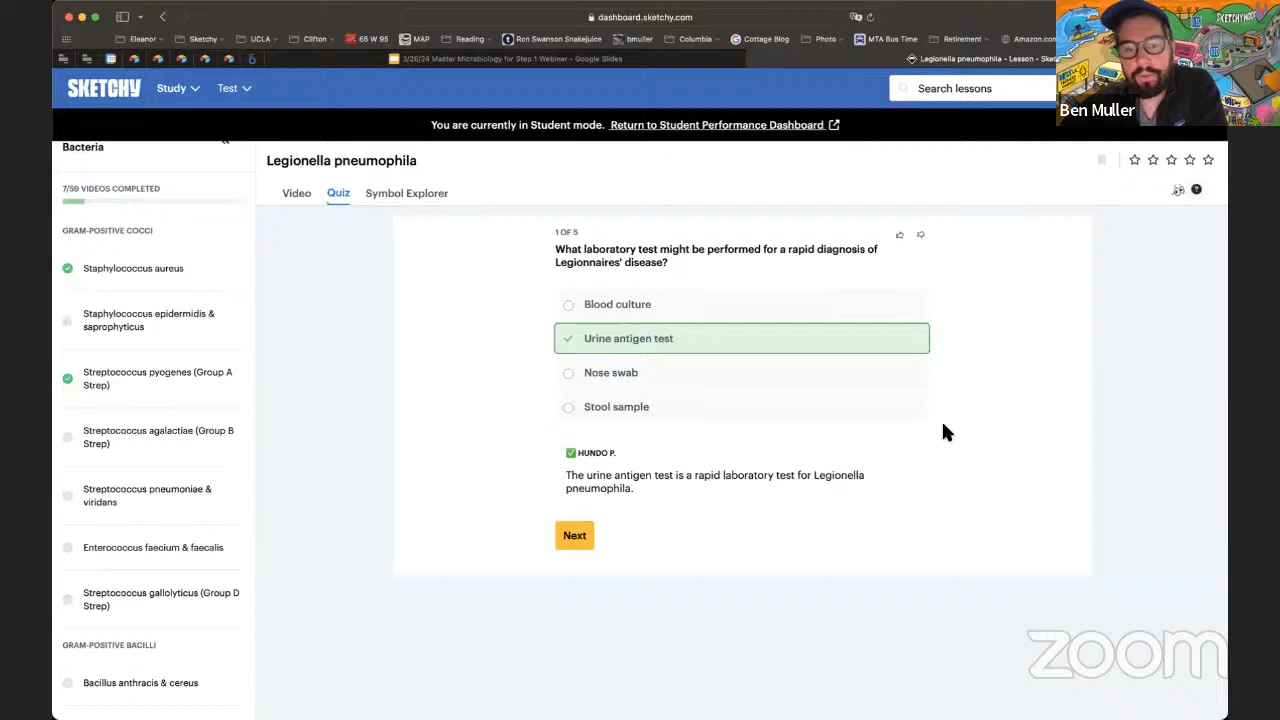 dashboard.sketchy.com
Eleanor
Sketchy
UCLA
Clifton
65 W 95
MAP
Reading
Ron Swanson Snakejuice
bmuller
Columbia
Cottage Blog
Photo
MTA Bus Time
Retirement
Amazon.com
3/26/24 Master Microbiology for Step 1 Webinar - Google Slides
Legionella pneumophila - Lesson - Sket
SKETCHY
Study
Test
Search lessons
Ben Muller
You are currently in Student mode. Return to Student Performance Dashboard
Bacteria
7/59 VIDEOS COMPLETED
GRAM-POSITIVE COCCI
Staphylococcus aureus
Staphylococcus epidermidis &
saprophyticus
Streptococcus pyogenes (Group A
Strep)
Streptococcus agalactiae (Group B
Strep)
Streptococcus pneumoniae &
viridans
Enterococcus faecium & faecalis
Streptococcus gallolyticus (Group D
Strep)
GRAM-POSITIVE BACILLI
Bacillus anthracis & cereus
Legionella pneumophila
Video
Quiz
Symbol Explorer
1 OF 5
What laboratory test might be performed for a rapid diagnosis of
Legionnaires' disease?
Blood culture
Urine antigen test
Nose swab
Stool sample
HUNDO P.
The urine antigen test is a rapid laboratory test for Legionella
pneumophila.
Next
zoom